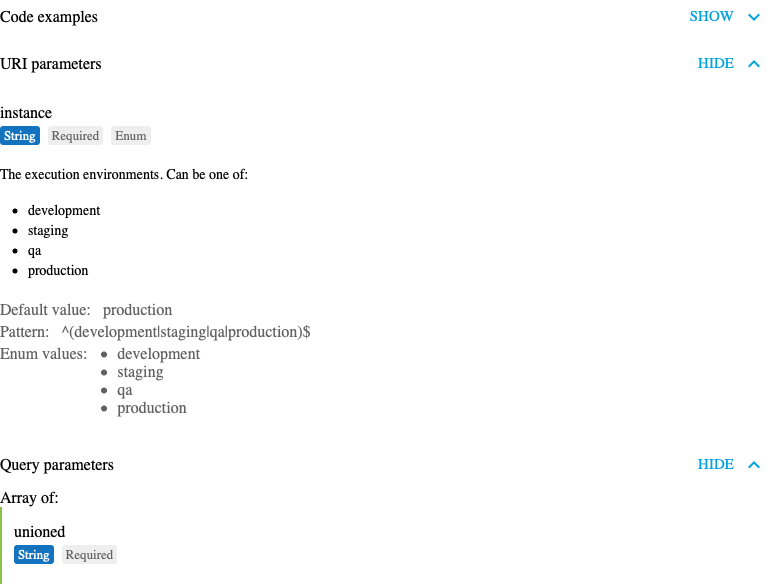 Code examples SHOW
URI parameters HIDE
instance
String Required Enum
The execution environments. Can be one of:
• development
• staging
• qa
• production
Default value: production
Pattern: ^(development|staging|qa|production)$
Enum values: • development
• staging
• qa
• production
Query parameters HIDE
Array of:
unioned
String Required